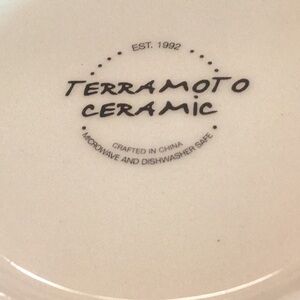 EST. 1992
TERRAMOTO
CERAMIC
CRAFTED IN CHINA
MICROWAVE AND DISHWASHER SAFE